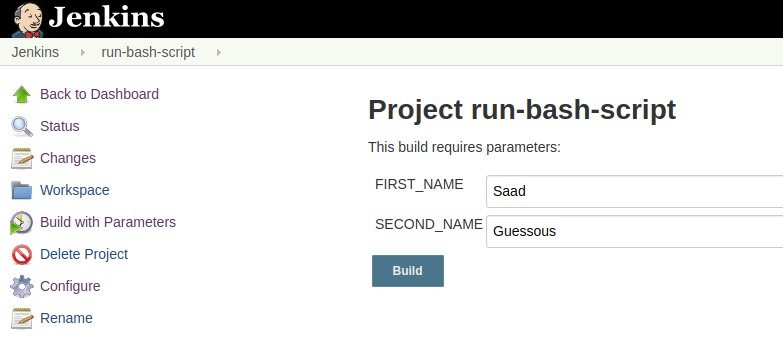 Jenkins
Jenkins run-bash-script
Back to Dashboard
Status
Changes
Workspace
Build with Parameters
Delete Project
Configure
Rename
Project run-bash-script
This build requires parameters:
FIRST_NAME Saad
SECOND_NAME Guessous
Build